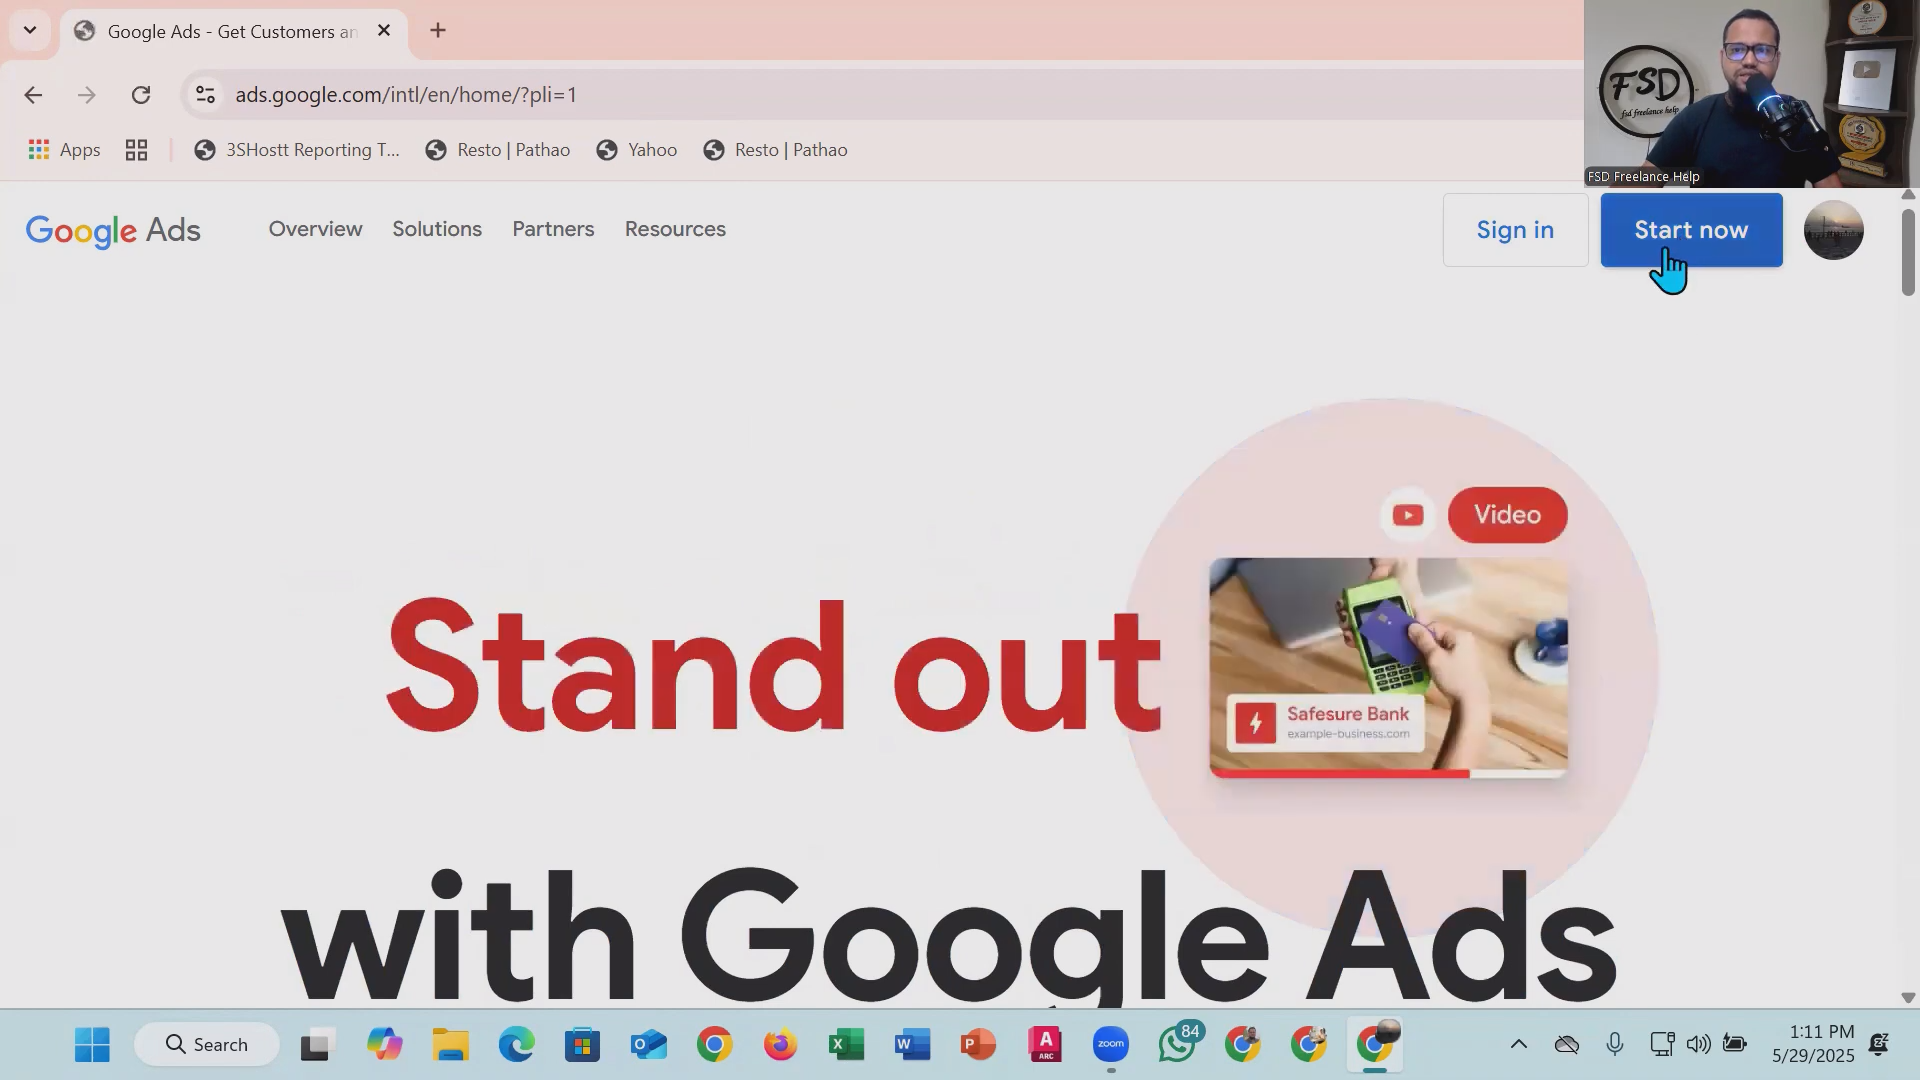 Google Ads - Get Customers an
ads.google.com/intl/en/home/?pli=1
Apps
3SHostt Reporting T...
Resto | Pathao
Yahoo
Resto | Pathao
FSD
fsd freelance help
FSD Freelance Help
Google Ads
Overview
Solutions
Partners
Resources
Sign in
Start now
Video
Stand out
Safesure Bank
example-business.com
with Google Ads
Search
zoom
84
ARC
1:11 PM
5/29/2025